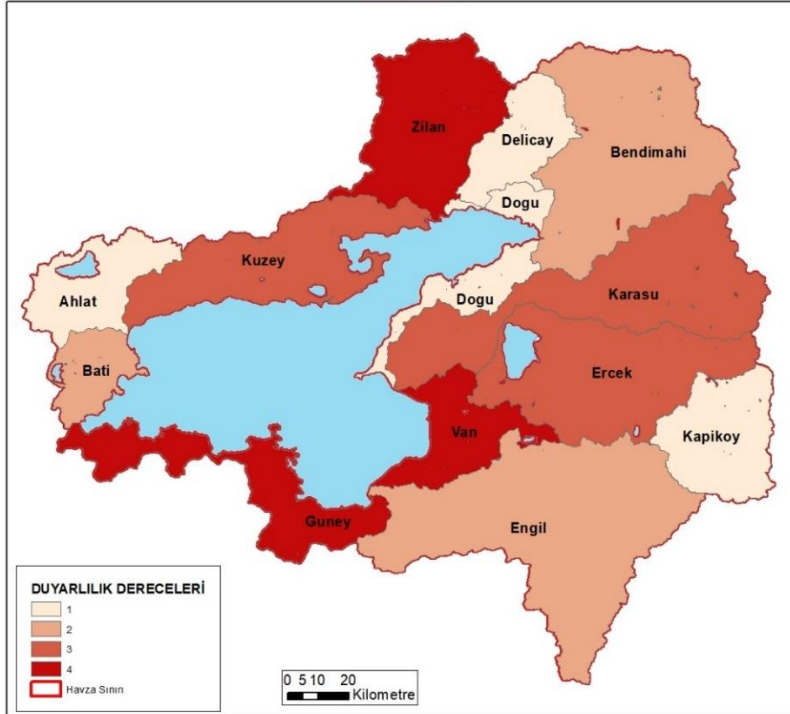 Zilan
Delicay
Bendimahi
Dogu
Kuzey
Ahlat
Dogu
Karasu
Bati
Ercek
Van
Kapikoy
Guney
Engil
DUYARLILIK DERECELERİ
1
2
3
4
Havza Sınırı
0 5 10 20
Kilometre